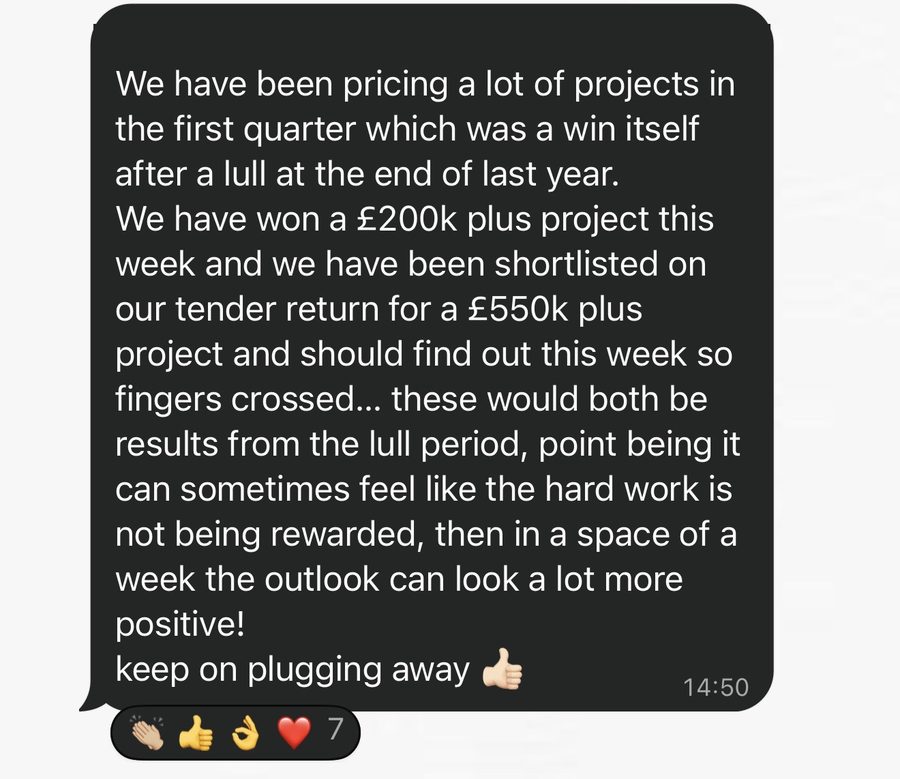 We have been pricing a lot of projects in
the first quarter which was a win itself
after a lull at the end of last year.
We have won a £200k plus project this
week and we have been shortlisted on
our tender return for a £550k plus
project and should find out this week so
fingers crossed... these would both be
results from the lull period, point being it
can sometimes feel like the hard work is
not being rewarded, then in a space of a
week the outlook can look a lot more
positive!
keep on plugging away 👍🏻
14:50
👏🏼 👍 👌 ❤️ 7